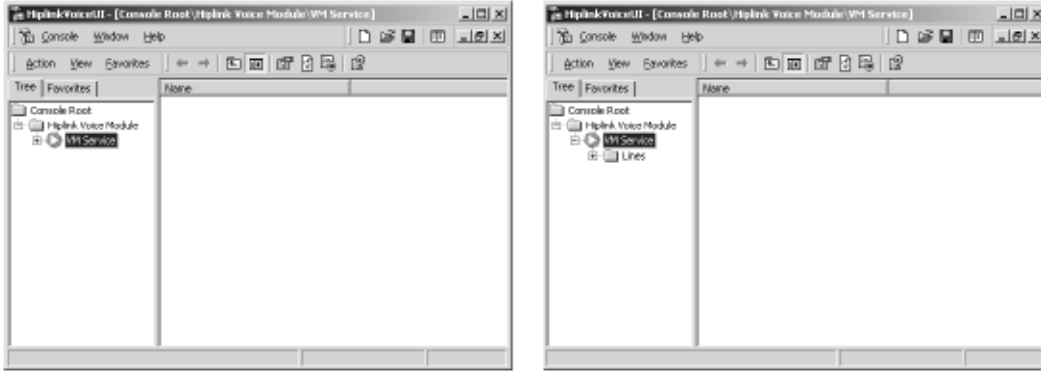 HiplinkVoiceUI - [Console Root\Hiplink Voice Module\VM Service]
Console Window Help
Action View Favorites
Tree Favorites
Name
Console Root
Hiplink Voice Module
VM Service
HiplinkVoiceUI - [Console Root\Hiplink Voice Module\VM Service]
Console Window Help
Action View Favorites
Tree Favorites
Name
Console Root
Hiplink Voice Module
VM Service
Lines